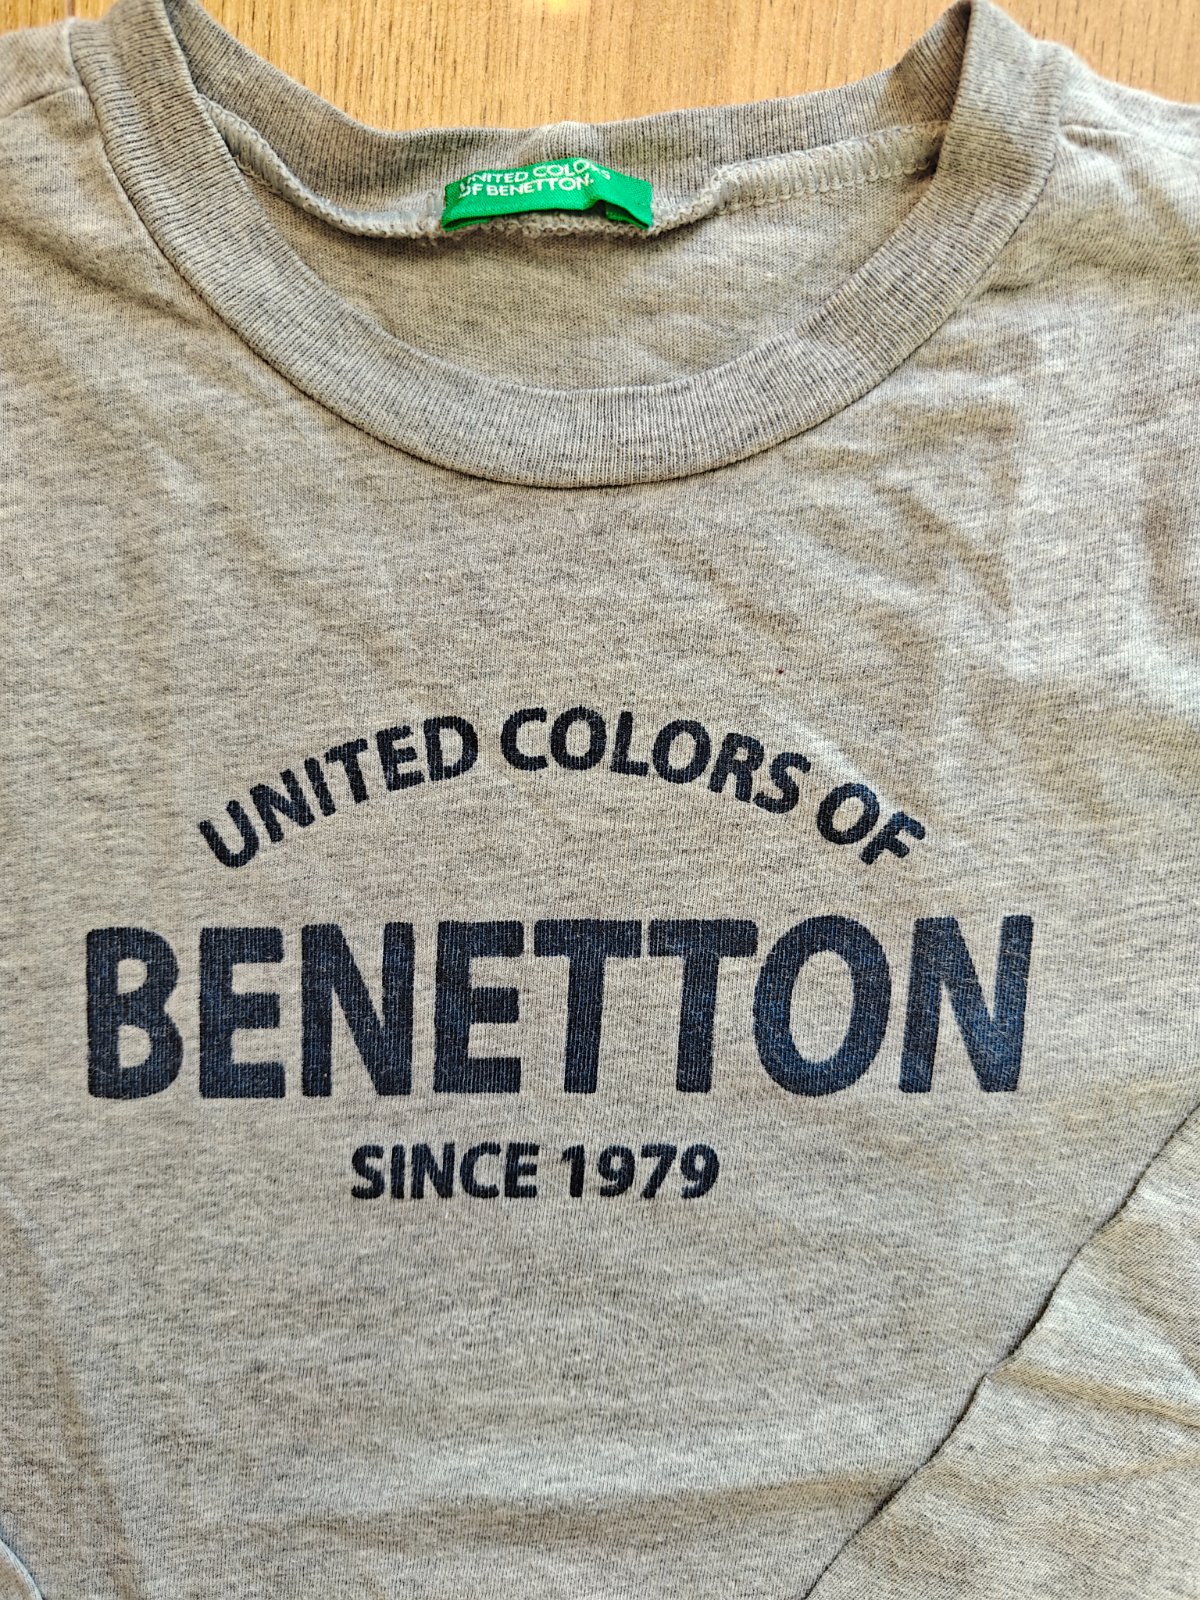 UNITED COLORS
OF BENETTON.
UNITED COLORS OF
BENETTON
SINCE 1979